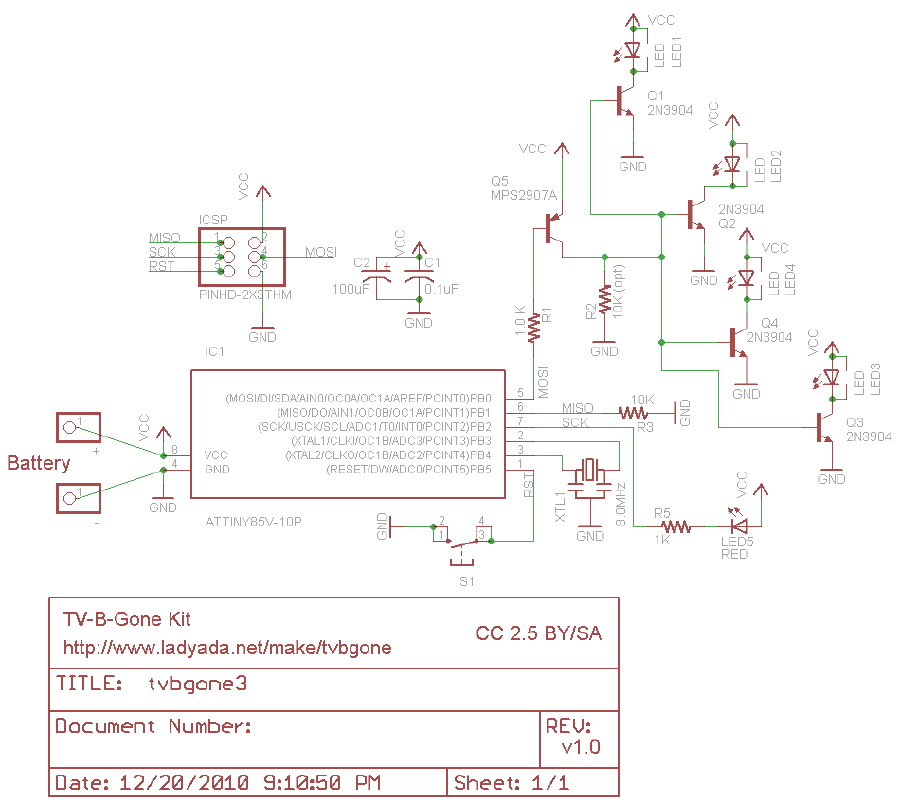 VCC
LED
LED1
Q1
2N3904
GND
VCC
LED
LED2
2N3904
Q2
GND
VCC
Q5
MPS2907A
VCC
LED
LED4
Q4
2N3904
GND
VCC
LED
LED3
Q3
2N3904
GND
VCC
ICSP
MISO
SCK
RST
1
2
3
4
5
6
MOSI
PINHD-2X3THM
GND
VCC
C2
+
C1
100uF
0.1uF
GND
1.0 K
R1
R2
10K (opt)
GND
MOSI
IC1
(MOSI/DI/SDA/AIN0/OC0A/OC1A/AREF/PCINT0)PB0
(MISO/DO/AIN1/OC0B/OC1A/PCINT1)PB1
(SCK/USCK/SCL/ADC1/T0/INT0/PCINT2)PB2
(XTAL1/CLKI/OC1B/ADC3/PCINT3)PB3
(XTAL2/CLKO/OC1B/ADC2/PCINT4)PB4
(RESET/DW/ADC0/PCINT5)PB5
5
6
7
2
3
1
MISO
SCK
RST
10K
R3
GND
8
4
VCC
GND
ATTINY85V-10P
VCC
GND
1
+
Battery
1
-
XTL1
8.0MHz
GND
R5
1K
LED5
RED
VCC
GND
2
1
4
3
S1
TV-B-Gone Kit
http://www.ladyada.net/make/tvbgone
CC 2.5 BY/SA
TITLE: tvbgone3
Document Number:
REV:
v1.0
Date: 12/20/2010 9:10:50 PM
Sheet: 1/1